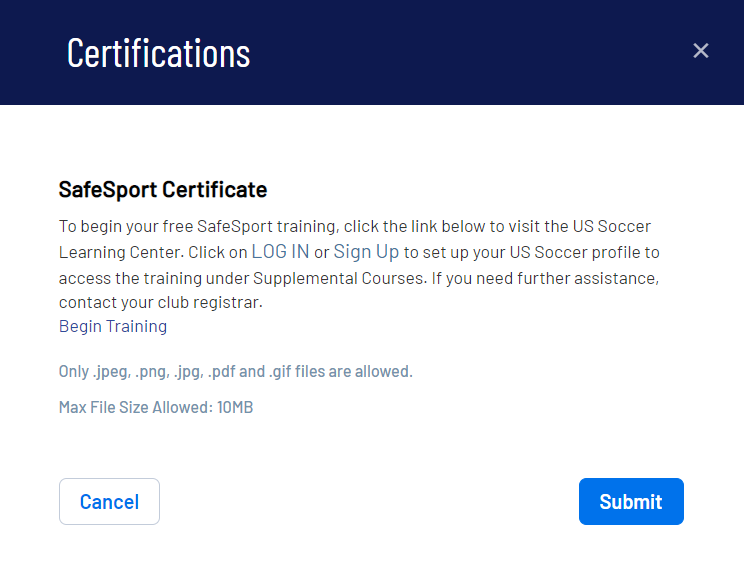 Certifications
SafeSport Certificate
To begin your free SafeSport training, click the link below to visit the US Soccer
Learning Center. Click on LOG IN or Sign Up to set up your US Soccer profile to
access the training under Supplemental Courses. If you need further assistance,
contact your club registrar.
Begin Training
Only .jpeg, .png, .jpg, .pdf and .gif files are allowed.
Max File Size Allowed: 10MB
Cancel
Submit